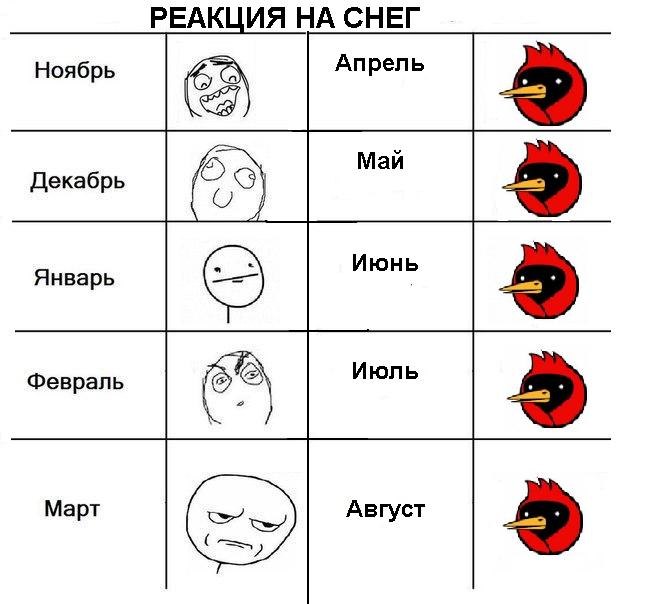 РЕАКЦИЯ НА СНЕГ
Ноябрь
Апрель
Декабрь
Май
Январь
Июнь
Февраль
Июль
Март
Август